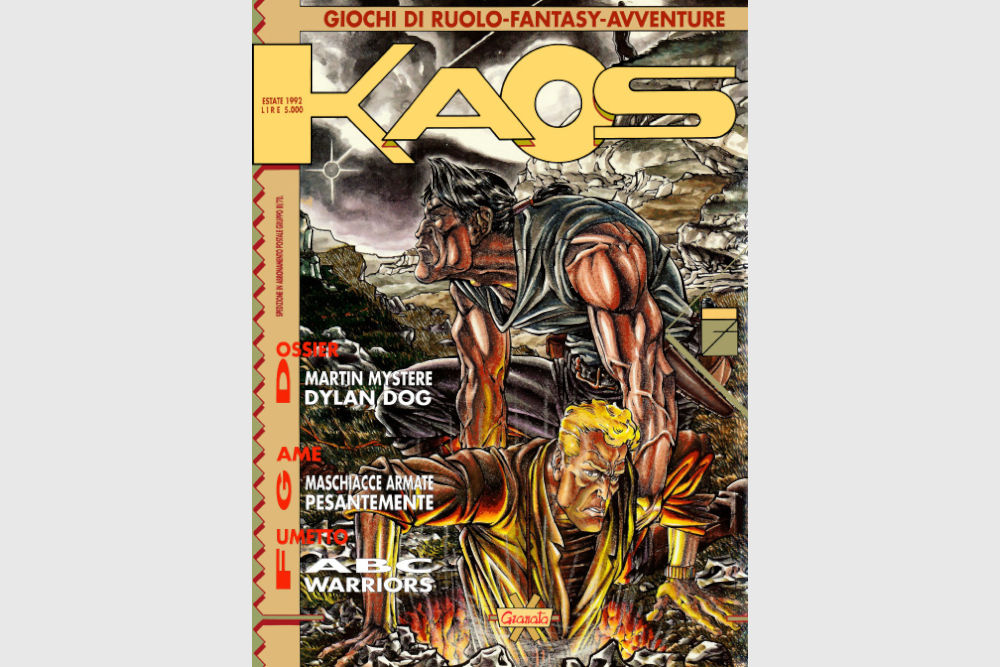 GIOCHI DI RUOLO-FANTASY-AVVENTURE
KAOS
ESTATE 1992
LIRE 5.000
SPEDIZIONE IN ABBONAMENTO POSTALE GRUPPO III/70.
7
DOSSIER
MARTIN MYSTERE
DYLAN DOG
GAME
MASCHIACCE ARMATE
PESANTEMENTE
FUMETTO
ABC
WARRIORS
Granata